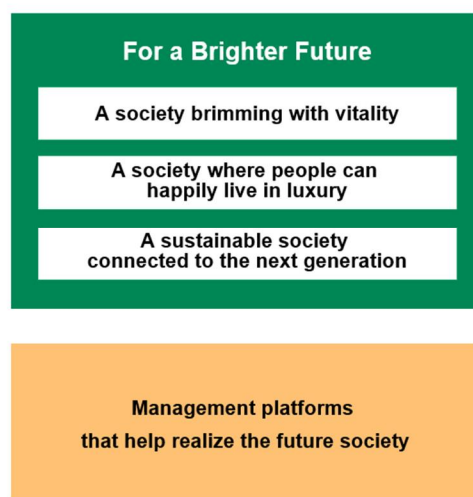 For a Brighter Future
A society brimming with vitality
A society where people can
happily live in luxury
A sustainable society
connected to the next generation
Management platforms
that help realize the future society